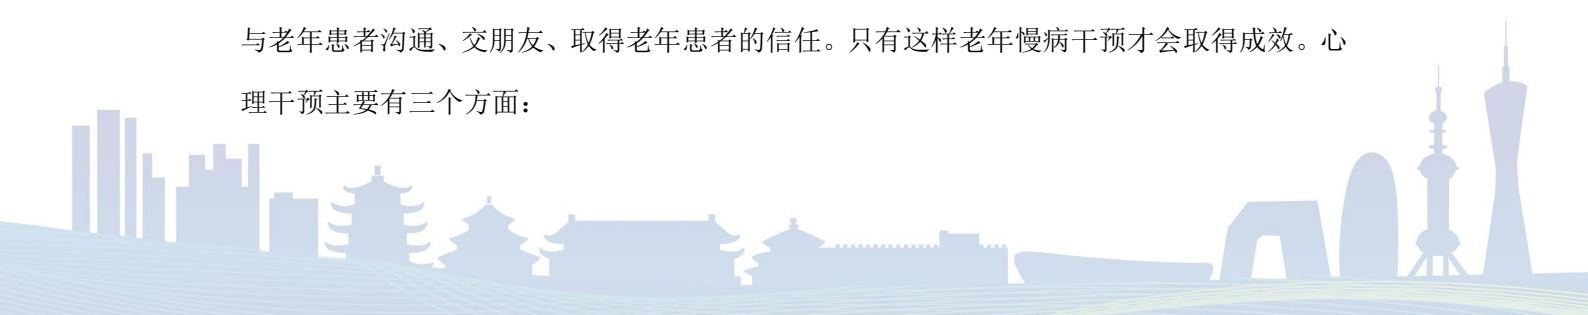 与老年患者沟通、交朋友、取得老年患者的信任。只有这样老年慢病干预才会取得成效。心
理干预主要有三个方面：